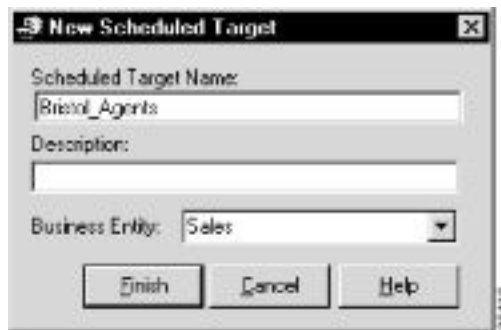 New Scheduled Target
Scheduled Target Name:
Bristol_Agents
Description:
Business Entity: Sales
Finish Cancel Help